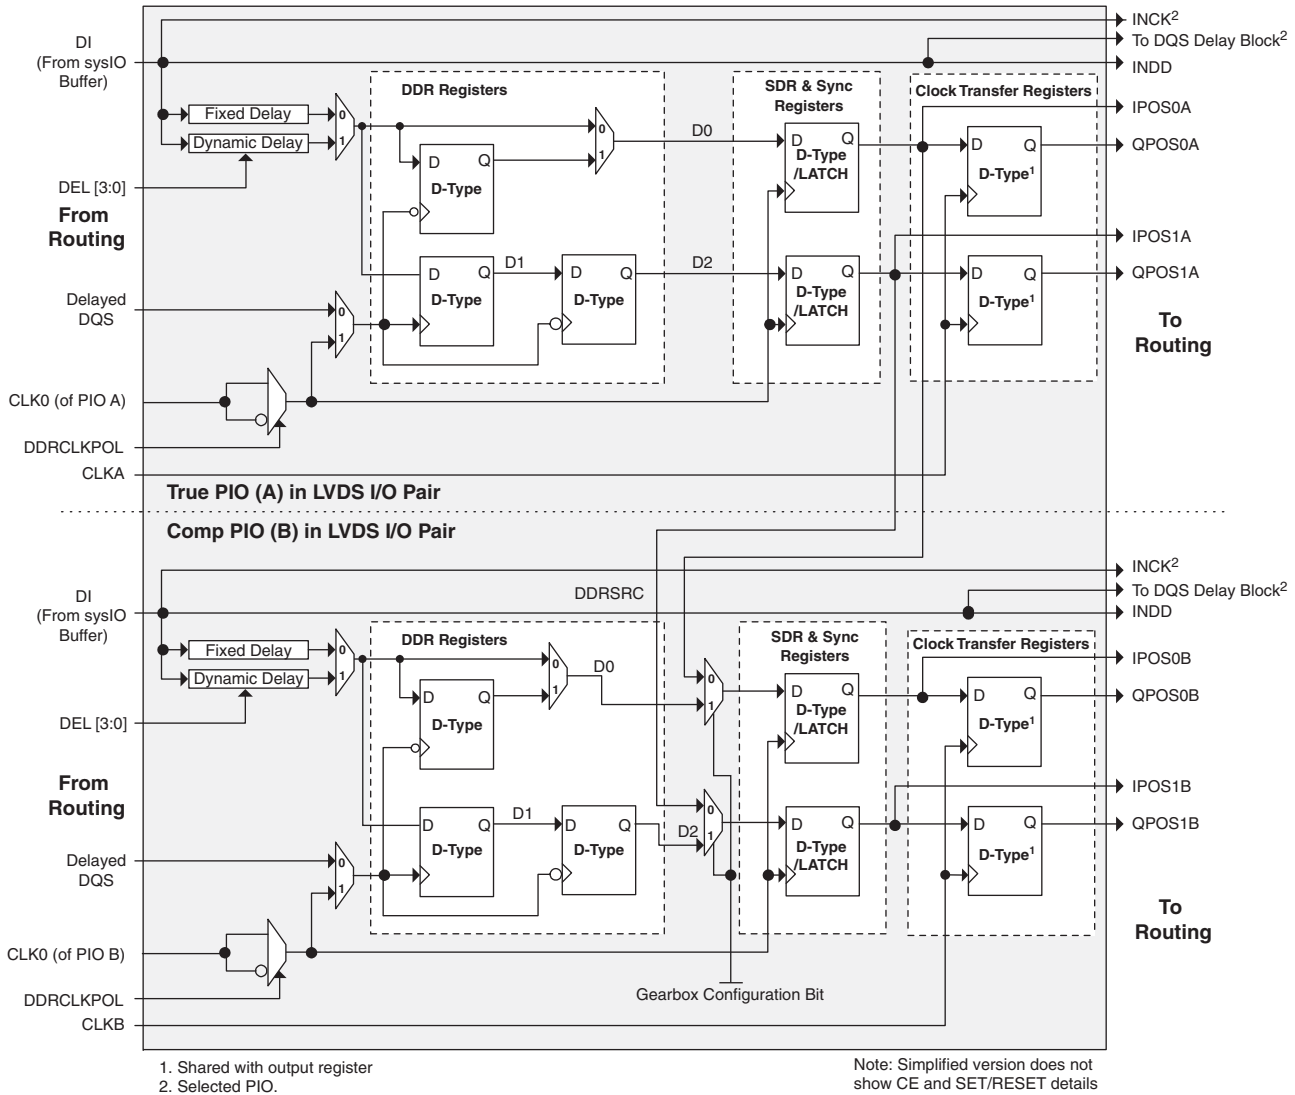 DI
(From sysIO
Buffer)
INCK2
To DQS Delay Block2
INDD
DDR Registers
SDR & Sync
Registers
Clock Transfer Registers
Fixed Delay
0
Dynamic Delay
1
0
1
D0
D Q
D-Type
D Q
D-Type
/LATCH
D Q
D-Type1
IPOS0A
QPOS0A
DEL [3:0]
From
Routing
D Q
D-Type
D1
D Q
D-Type
D2
D Q
D-Type
/LATCH
D Q
D-Type1
IPOS1A
QPOS1A
Delayed
DQS
0
1
To
Routing
CLK0 (of PIO A)
DDRCLKPOL
CLKA
True PIO (A) in LVDS I/O Pair
Comp PIO (B) in LVDS I/O Pair
DI
(From sysIO
Buffer)
DDRSRC
INCK2
To DQS Delay Block2
INDD
DDR Registers
SDR & Sync
Registers
Clock Transfer Registers
Fixed Delay
0
Dynamic Delay
1
0
1
D0
0
1
D Q
D-Type
D Q
D-Type
/LATCH
D Q
D-Type1
IPOS0B
QPOS0B
DEL [3:0]
From
Routing
D Q
D-Type
D1
D Q
D-Type
D2
0
1
D Q
D-Type
/LATCH
D Q
D-Type1
IPOS1B
QPOS1B
Delayed
DQS
0
1
To
Routing
CLK0 (of PIO B)
DDRCLKPOL
CLKB
Gearbox Configuration Bit
1. Shared with output register
2. Selected PIO.
Note: Simplified version does not
show CE and SET/RESET details